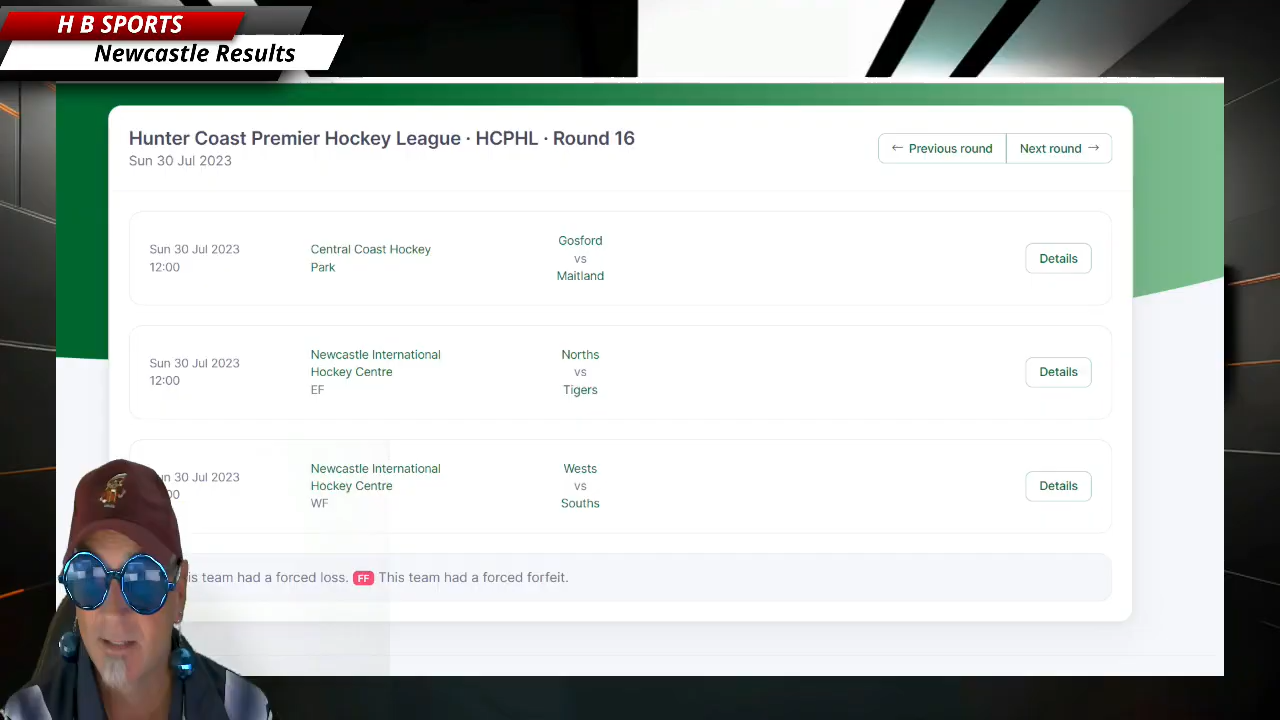 H B SPORTS
Newcastle Results
Hunter Coast Premier Hockey League · HCPHL · Round 16
Sun 30 Jul 2023
← Previous round
Next round →
Sun 30 Jul 2023
12:00
Central Coast Hockey
Park
Gosford
vs
Maitland
Details
Sun 30 Jul 2023
12:00
Newcastle International
Hockey Centre
EF
Norths
vs
Tigers
Details
30 Jul 2023
Newcastle International
Hockey Centre
WF
Wests
vs
Souths
Details
team had a forced loss. FF This team had a forced forfeit.